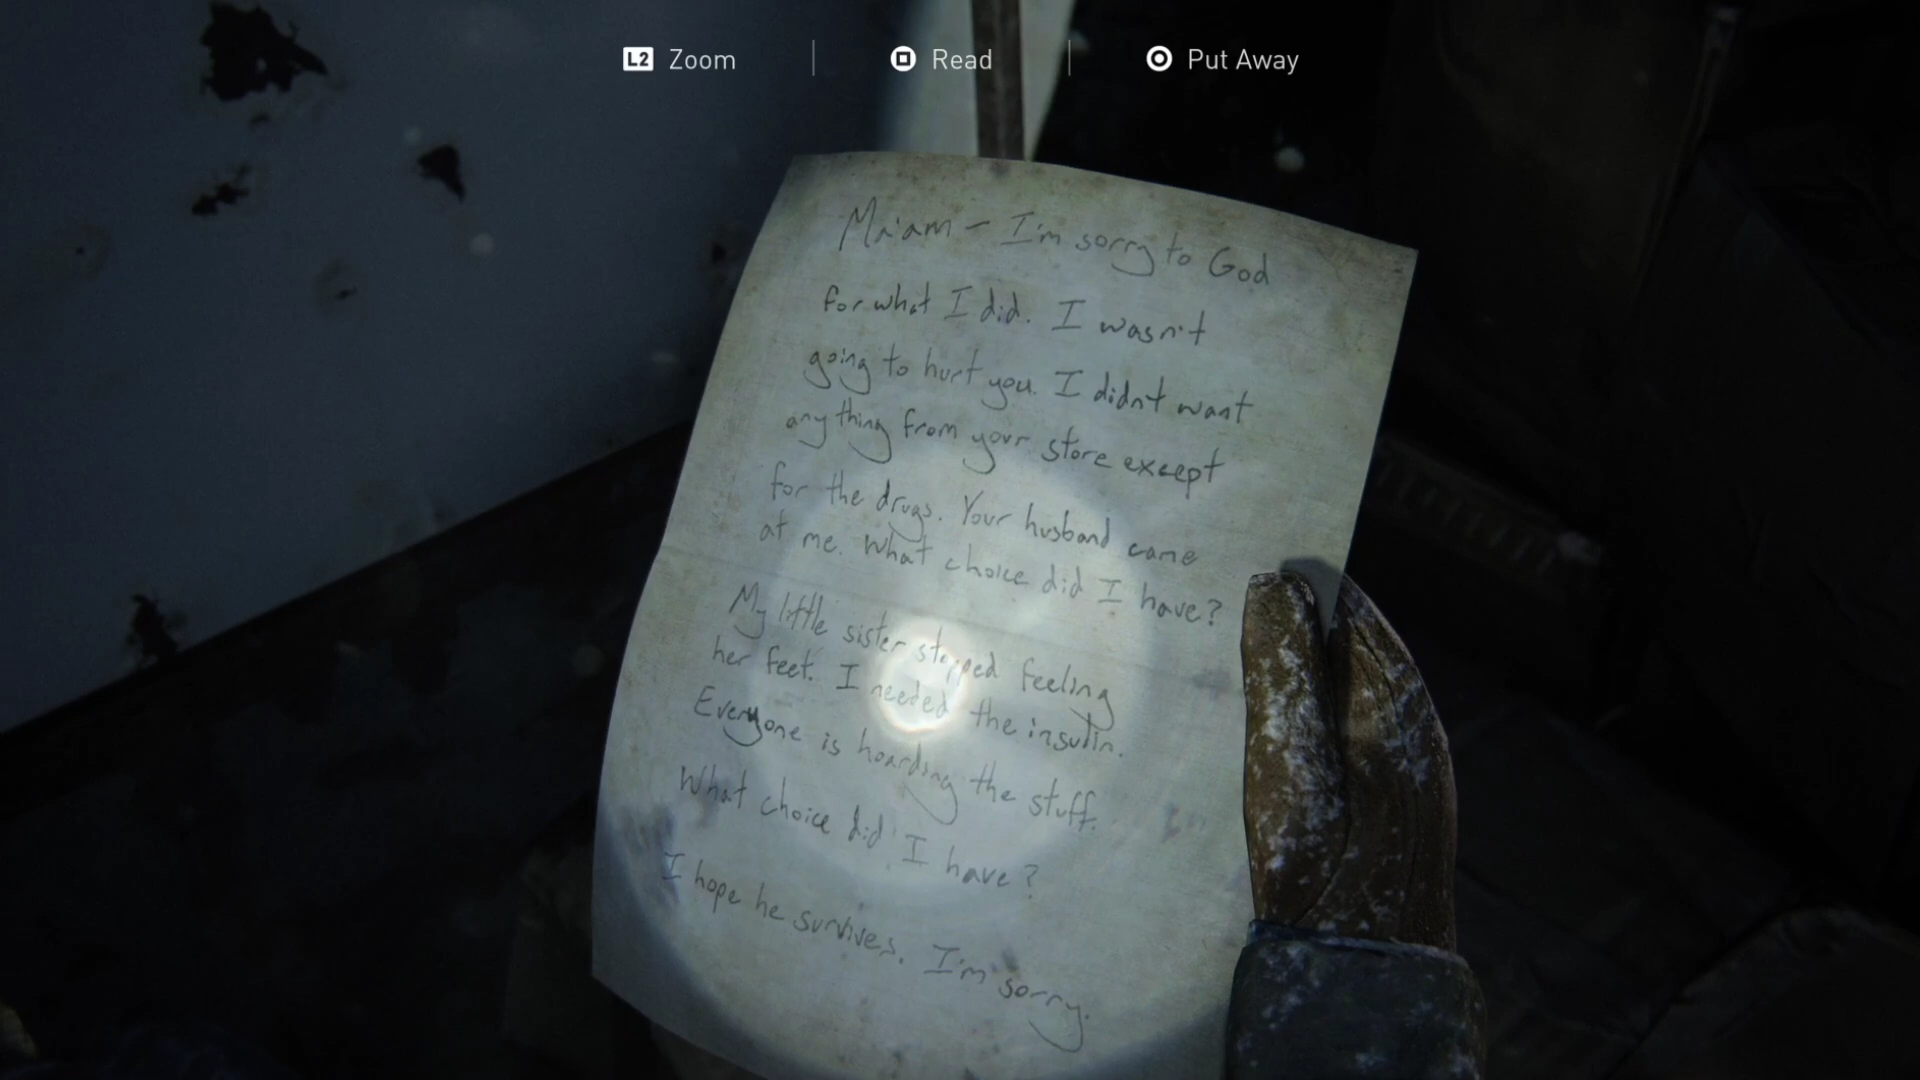 L2 Zoom | Read | Put Away
Ma'am - I'm sorry to God
for what I did. I wasn't
going to hurt you. I didn't want
anything from your store except
for the drugs. Your husband came
at me. What choice did I have?
My little sister stopped feeling
her feet. I needed the insulin.
Everyone is hoarding the stuff.
What choice did I have?
I hope he survives. I'm sorry.